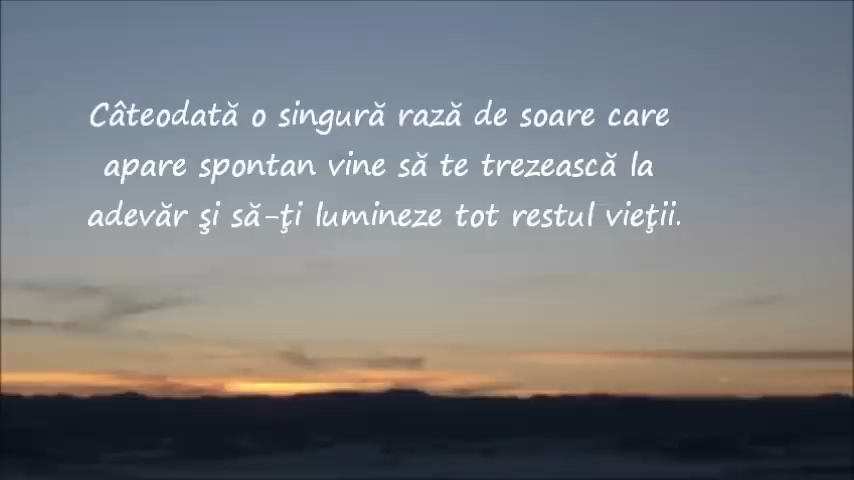 Câteodată o singură rază de soare care
apare spontan vine să te trezească la
adevăr şi să-ţi lumineze tot restul vieţii.